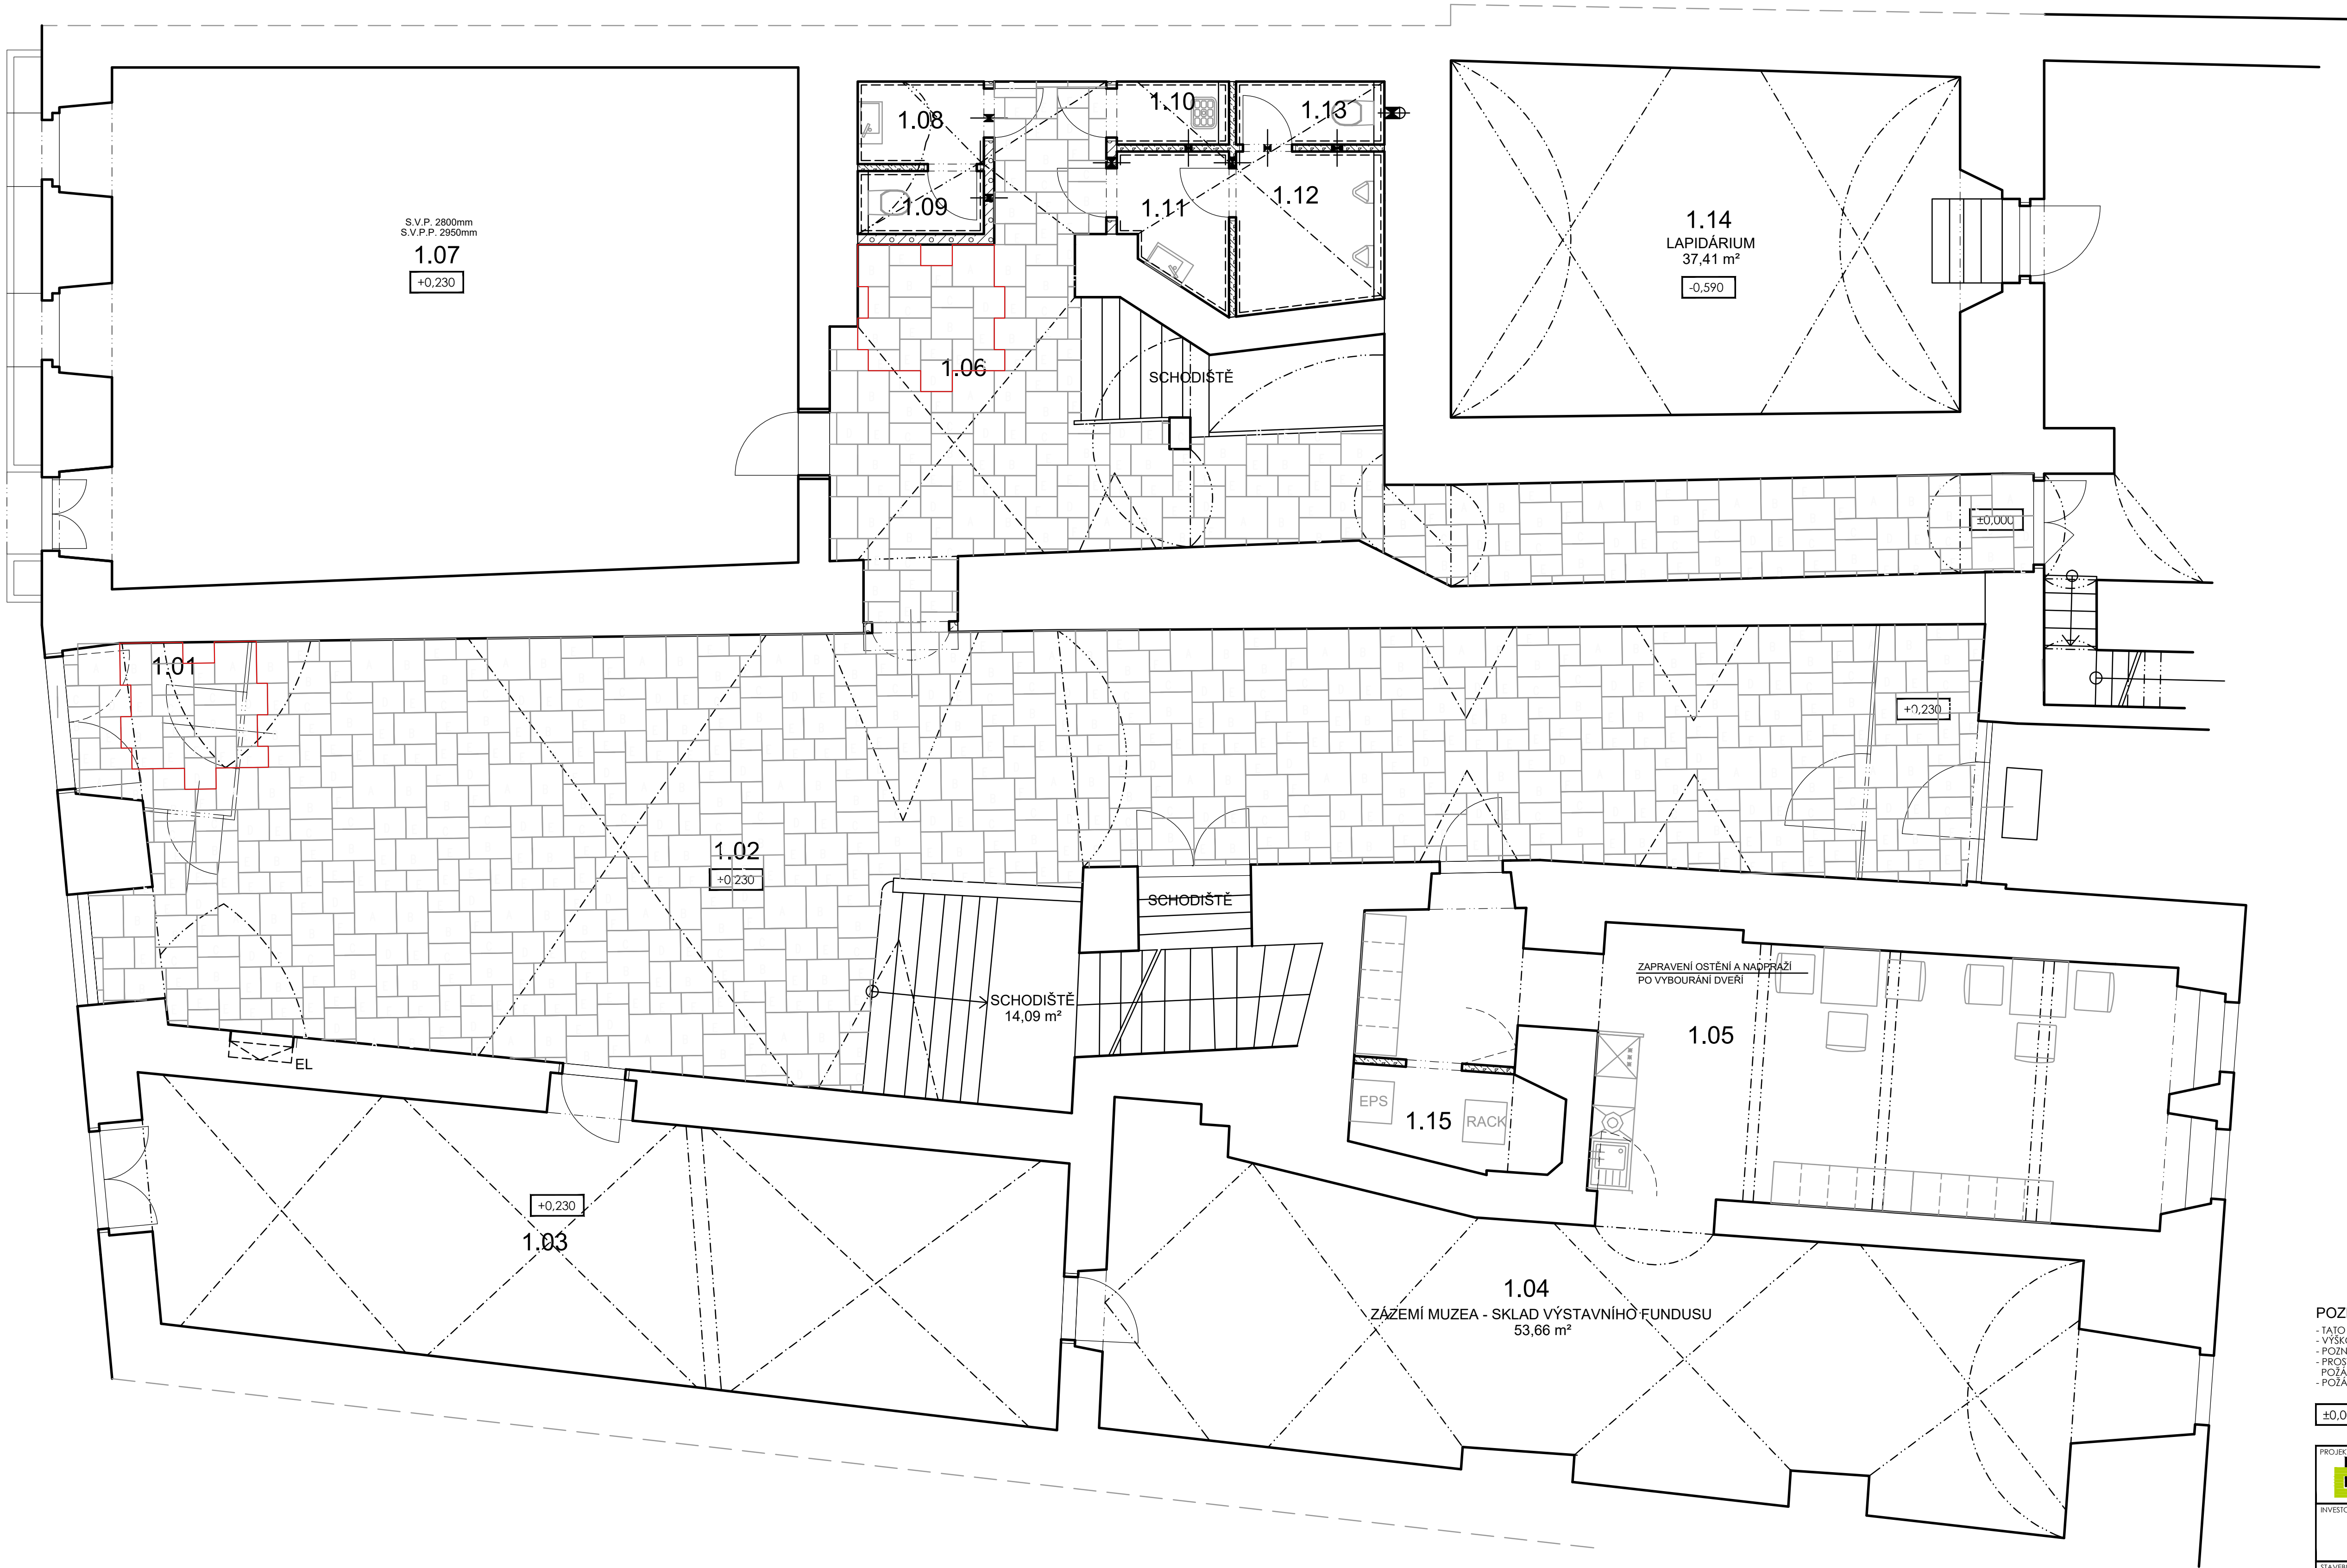 1.08
1.10
1.13
S.V.P. 2800mm
S.V.P.P. 2950mm
1.07
+0,230
1.09
1.11
1.12
1.14
LAPIDÁRIUM
37,41 m²
-0,590
1.06
SCHODIŠTĚ
±0,000
1.01
+0,230
1.02
+0,230
SCHODIŠTĚ
SCHODIŠTĚ
14,09 m²
ZAPRAVENÍ OSTĚNÍ A NADPRAŽÍ
PO VYBOURÁNÍ DVEŘÍ
1.05
EL
EPS
1.15
RACK
+0,230
1.03
1.04
ZÁZEMÍ MUZEA - SKLAD VÝSTAVNÍHO FUNDUSU
53,66 m²
- TATO